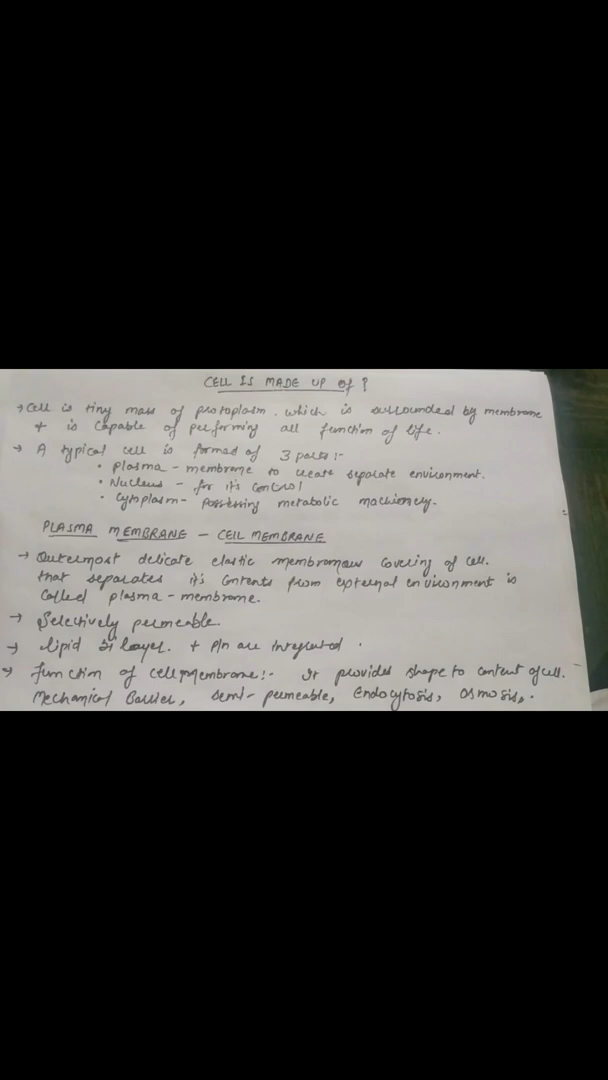 CELL IS MADE UP of ?
→ Cell is tiny mass of protoplasm. which is surrounded by membrane
+ is capable of performing all function of life.
→ A typical cell is formed of 3 parts:-
• plasma - membrane to create separate environment.
• Nucleus - for it's control
• Cytoplasm - possessing metabolic machinery.
PLASMA MEMBRANE - CELL MEMBRANE
→ Outermost delicate elastic membranous covering of cell.
that separates it's contents from external environment is
called plasma - membrane.
→ Selectively permeable.
→ lipid Bilayer. + P/n are integrated .
→ function of cell membrane:- It provides shape to content of cell.
Mechanical Barrier, semi - permeable, Endocytosis, Osmosis, .